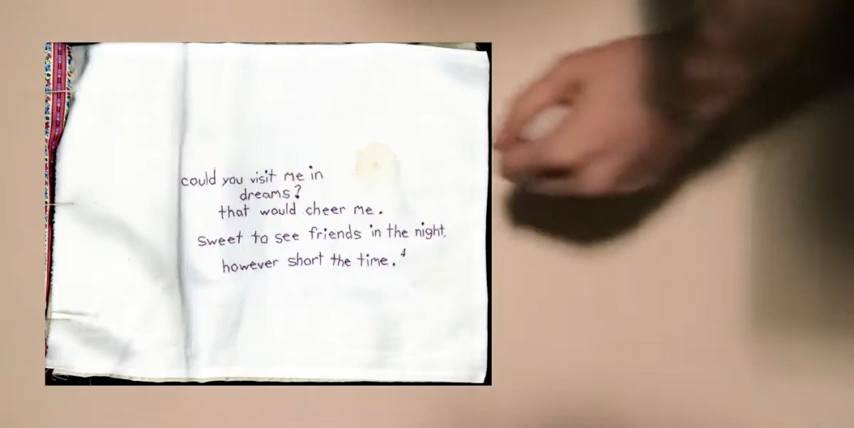 could you visit me in
dreams?
that would cheer me.
sweet to see friends in the night,
however short the time.⁴